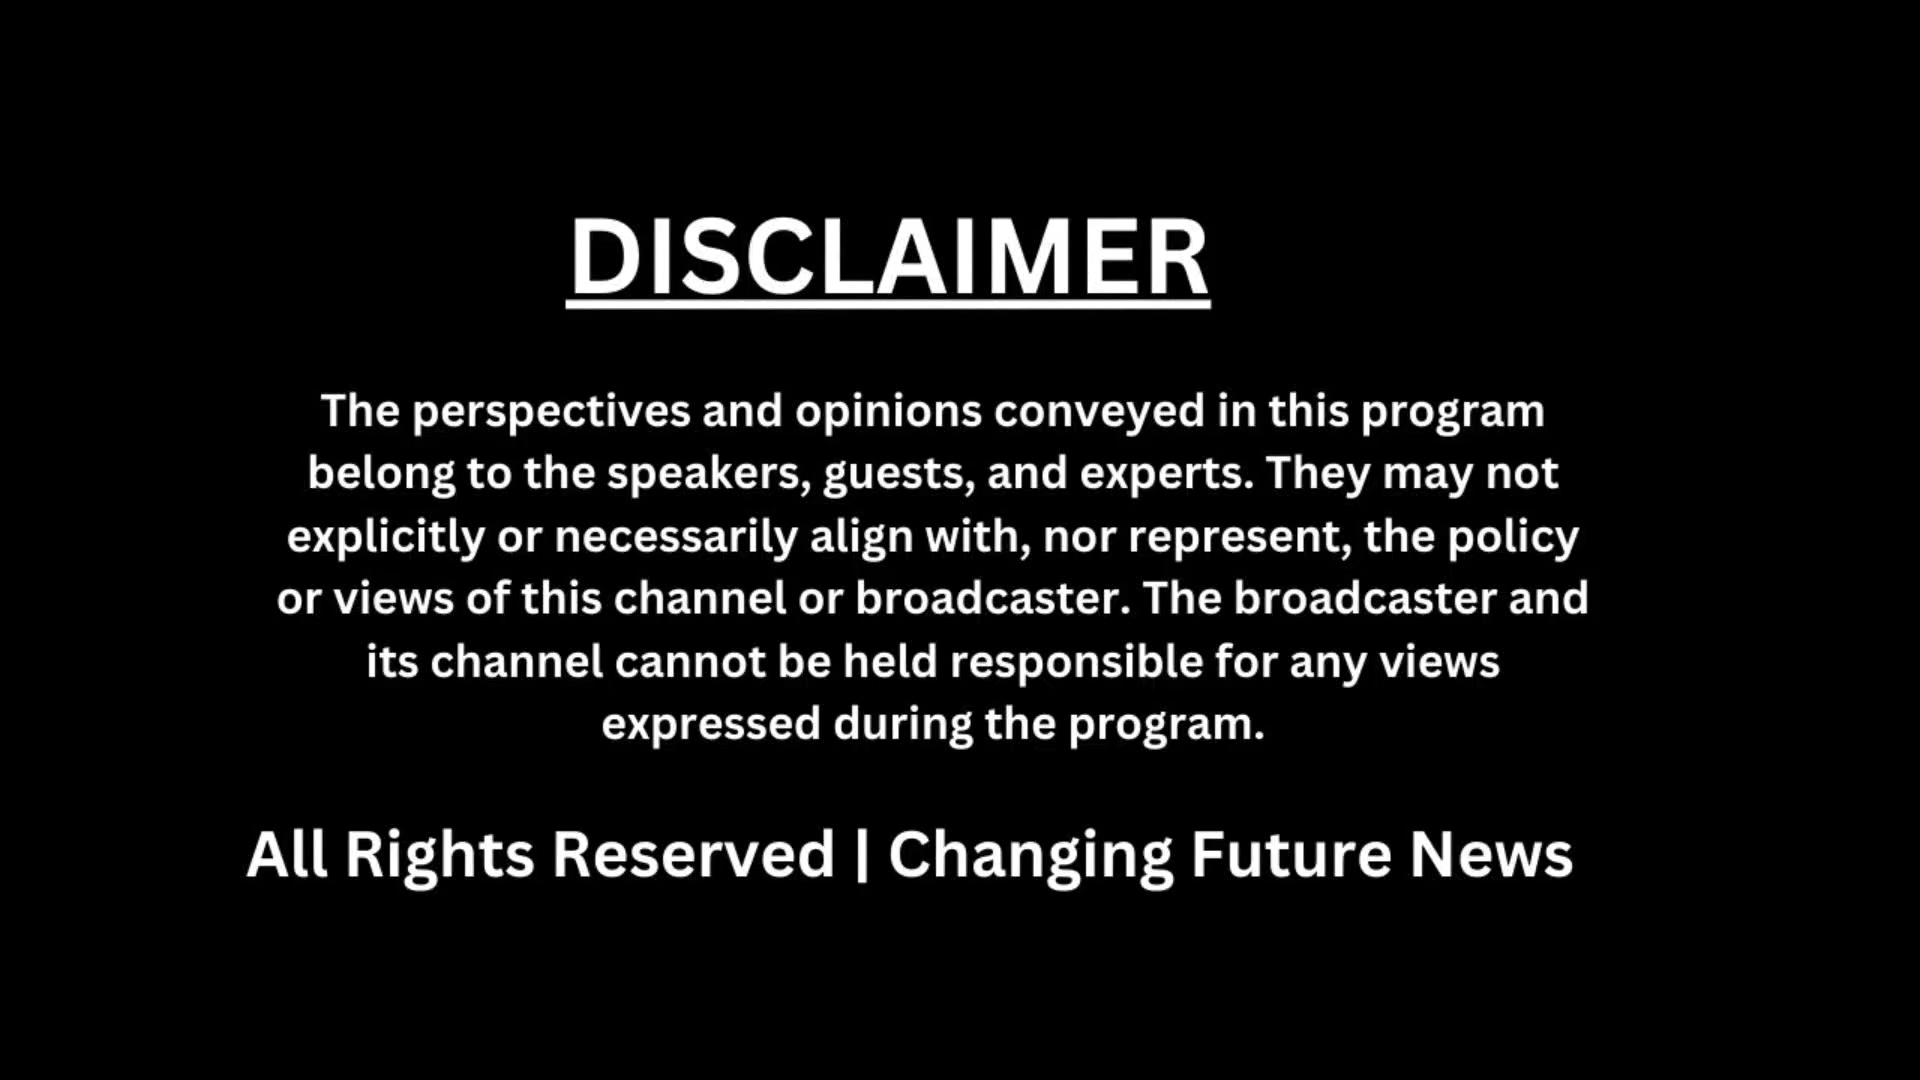 DISCLAIMER
The perspectives and opinions conveyed in this program
belong to the speakers, guests, and experts. They may not
explicitly or necessarily align with, nor represent, the policy
or views of this channel or broadcaster. The broadcaster and
its channel cannot be held responsible for any views
expressed during the program.
All Rights Reserved | Changing Future News